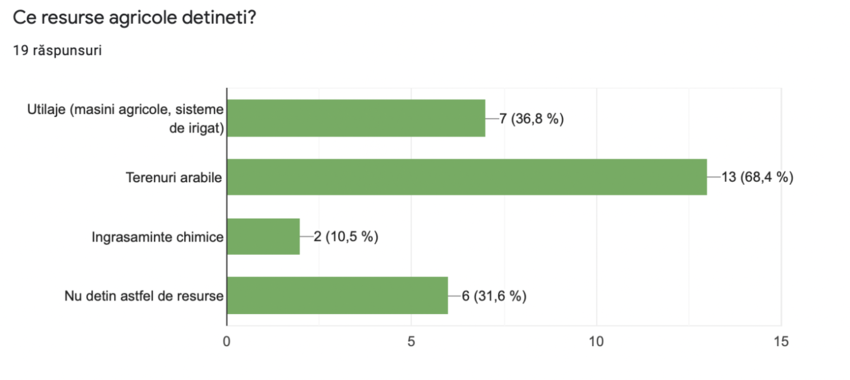 Ce resurse agricole detineti?
19 răspunsuri
Utilaje (masini agricole, sisteme
de irigat)
7 (36,8 %)
Terenuri arabile
13 (68,4 %)
Ingrasaminte chimice
2 (10,5 %)
Nu detin astfel de resurse
6 (31,6 %)
0
5
10
15